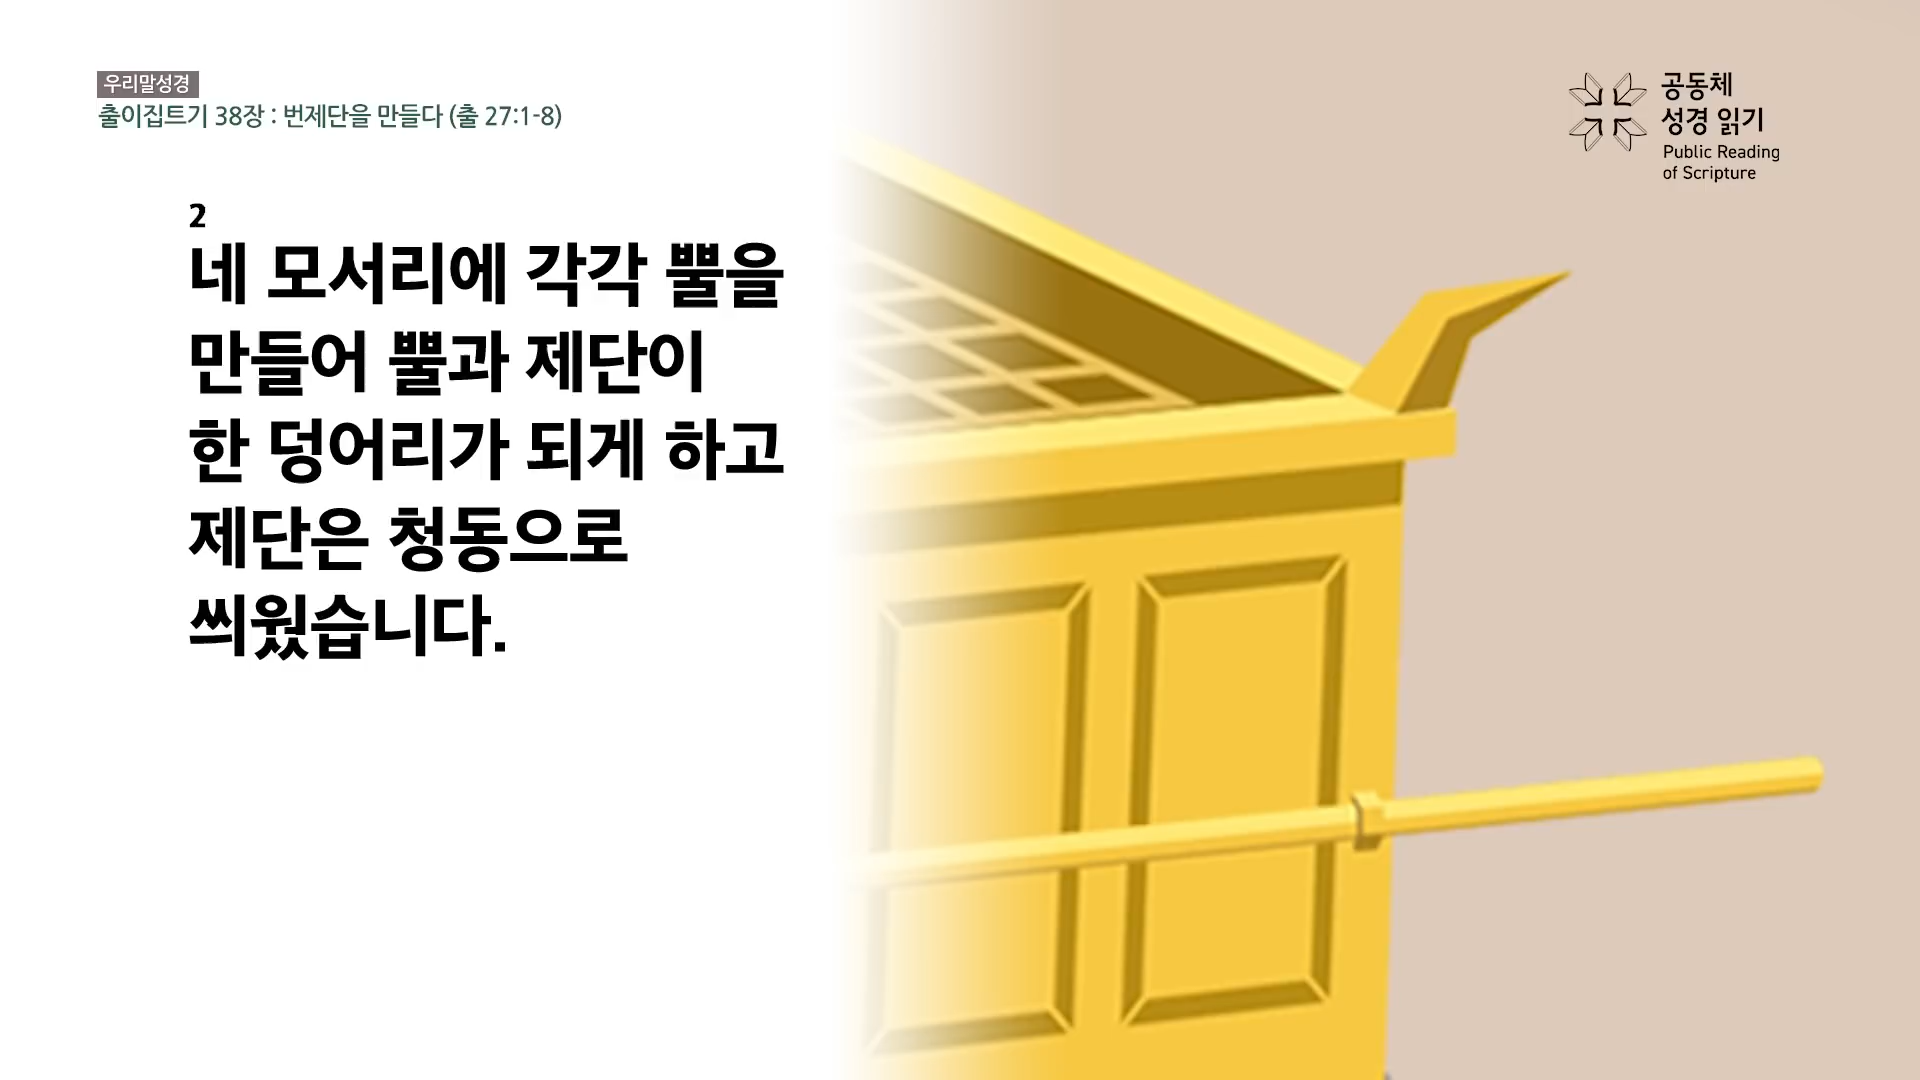 우리말성경
출이집트기 38장 : 번제단을 만들다 (출 27:1-8)
2
네 모서리에 각각 뿔을
만들어 뿔과 제단이
한 덩어리가 되게 하고
제단은 청동으로
씌웠습니다.
공동체
성경 읽기
Public Reading
of Scripture